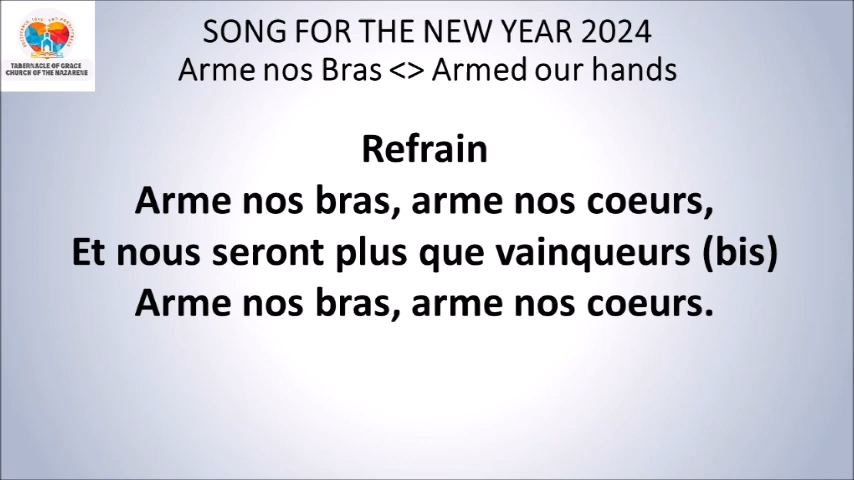 SONG FOR THE NEW YEAR 2024
Arme nos Bras <> Armed our hands
TABERNACLE OF GRACE
CHURCH OF THE NAZARENE
Refrain
Arme nos bras, arme nos coeurs,
Et nous seront plus que vainqueurs (bis)
Arme nos bras, arme nos coeurs.